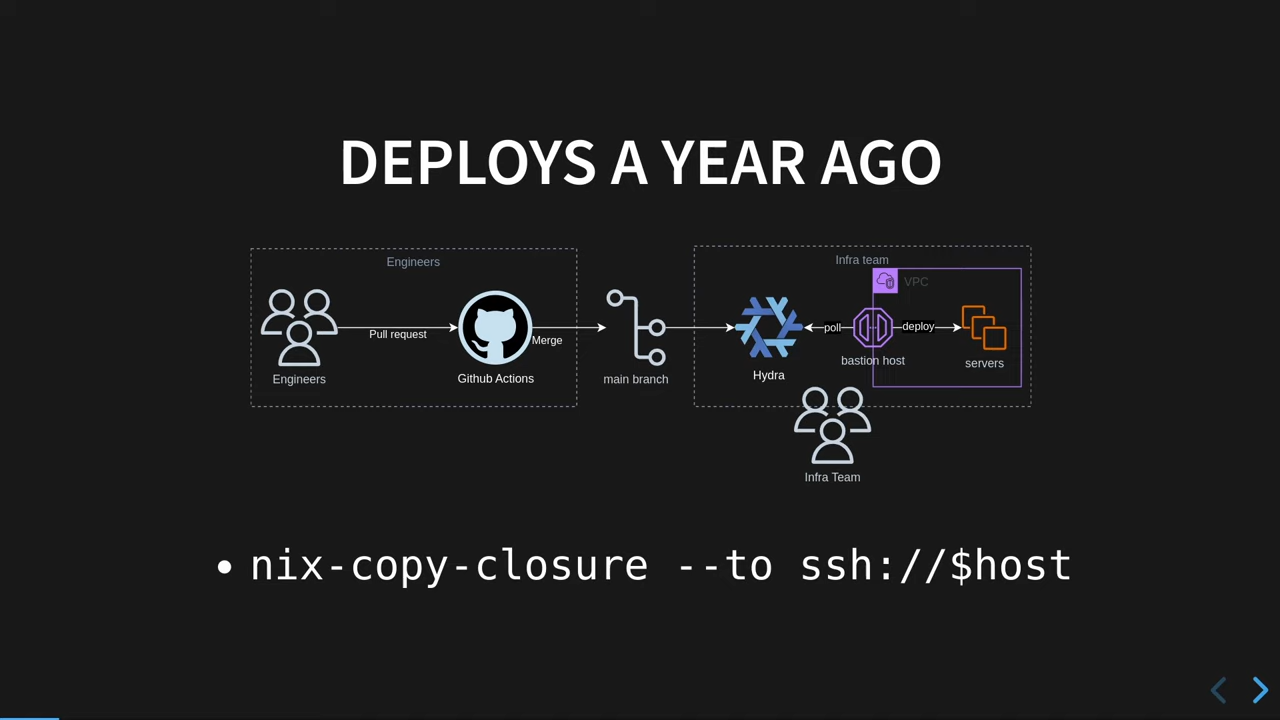 DEPLOYS A YEAR AGO
Engineers
Infra team
VPC
Pull request
Merge
poll
deploy
Engineers
Github Actions
main branch
Hydra
bastion host
servers
Infra Team
• nix-copy-closure --to ssh://$host